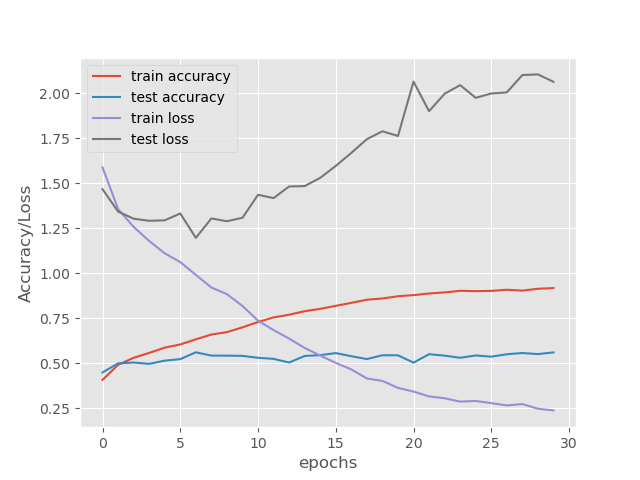 train accuracy
test accuracy
train loss
test loss
2.00
1.75
1.50
1.25
1.00
0.75
0.50
0.25
Accuracy/Loss
0 5 10 15 20 25 30
epochs